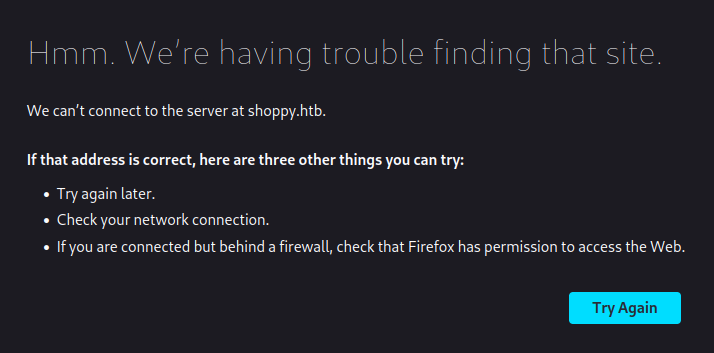 Hmm. We’re having trouble finding that site.
We can’t connect to the server at shoppy.htb.
If that address is correct, here are three other things you can try:
• Try again later.
• Check your network connection.
• If you are connected but behind a firewall, check that Firefox has permission to access the Web.
Try Again